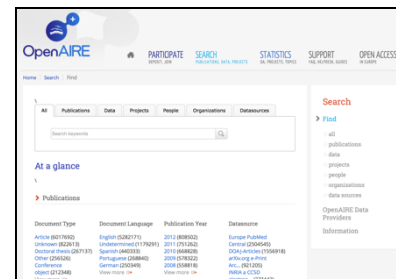 OpenAIRE
PARTICIPATE
DEPOSIT, JOIN
SEARCH
PUBLICATIONS, DATA, PROJECTS
STATISTICS
OA, PROJECTS, TOPICS
SUPPORT
FAQ, HELPDESK, GUIDES
OPEN ACCESS
IN EUROPE
Home Search Find
\
All Publications Data Projects People Organizations Datasources
Search keywords
At a glance
\
Publications
Document Type
Article (6017692)
Unknown (822613)
Doctoral thesis (267137)
Other (256526)
Conference
object (212348)
Document Language
English (5282171)
Undetermined (1179291)
Spanish (440333)
Portuguese (268840)
German (250349)
View more
Publication Year
2012 (808502)
2011 (751262)
2010 (668828)
2009 (578322)
2008 (558818)
View more
Datasource
Europe PubMed
Central (2504545)
DOAJ-Articles (1556918)
arXiv.org e-Print
Arc... (921205)
INRIA a CCSD
Search
Find
all
publications
data
projects
people
organizations
data sources
OpenAIRE Data
Providers
Information